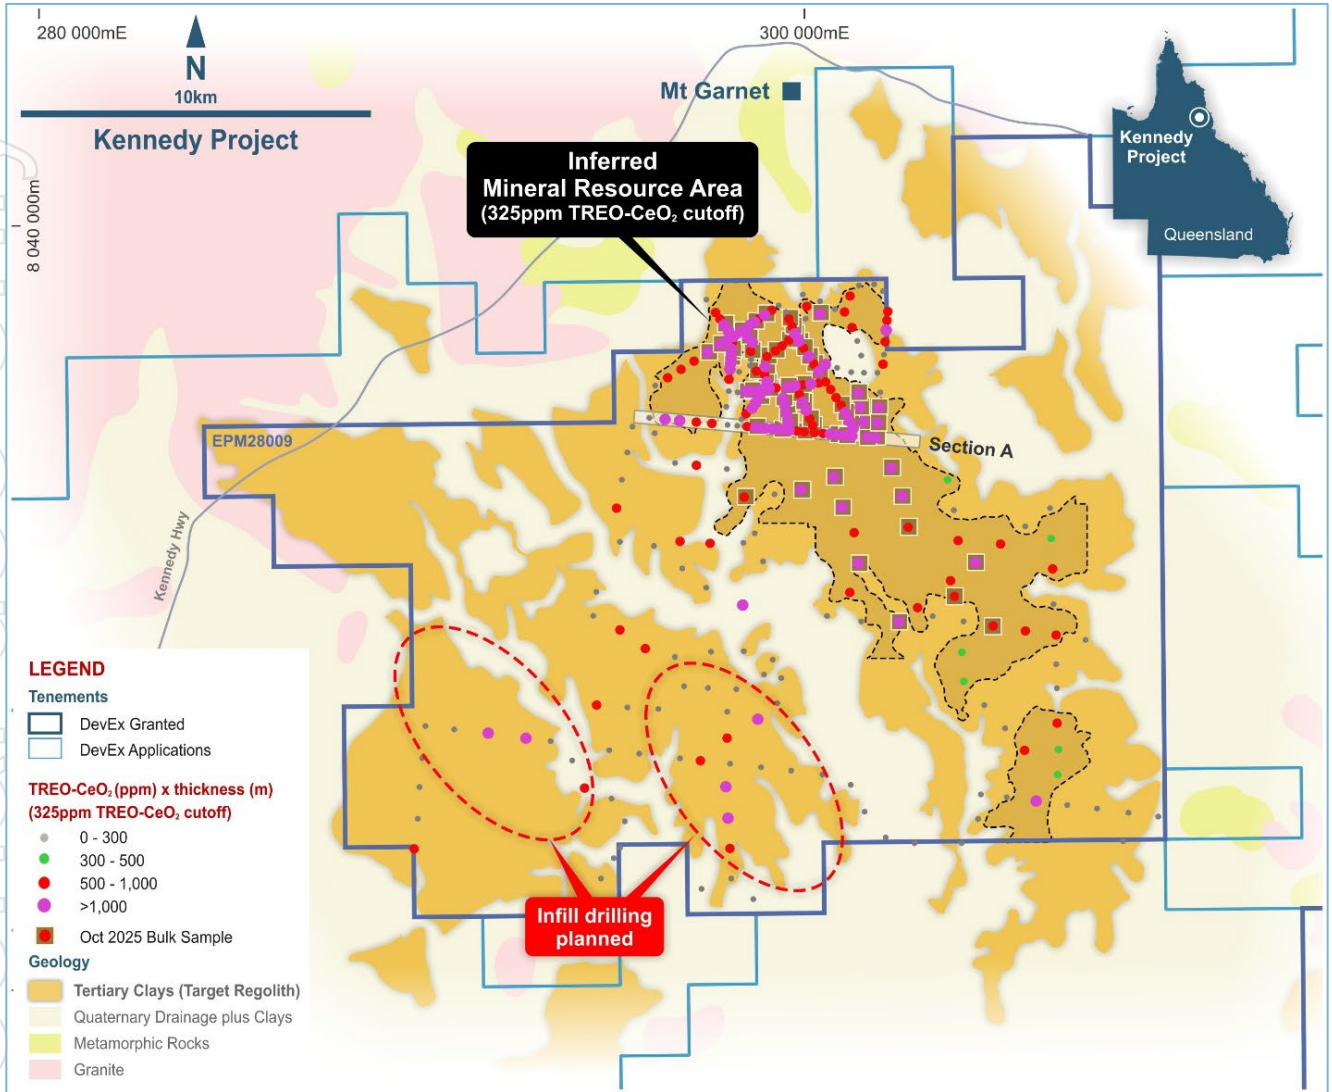 280 000mE
300 000mE
N
10km
Kennedy Project
8 040 000m
Mt Garnet
Kennedy
Project
Queensland
Inferred
Mineral Resource Area
(325ppm TREO-CeO₂ cutoff)
EPM28009
Section A
Kennedy Hwy
LEGEND
Tenements
DevEx Granted
DevEx Applications
TREO-CeO₂ (ppm) x thickness (m)
(325ppm TREO-CeO₂ cutoff)
0 - 300
300 - 500
500 - 1,000
>1,000
Oct 2025 Bulk Sample
Geology
Tertiary Clays (Target Regolith)
Quaternary Drainage plus Clays
Metamorphic Rocks
Granite
Infill drilling
planned